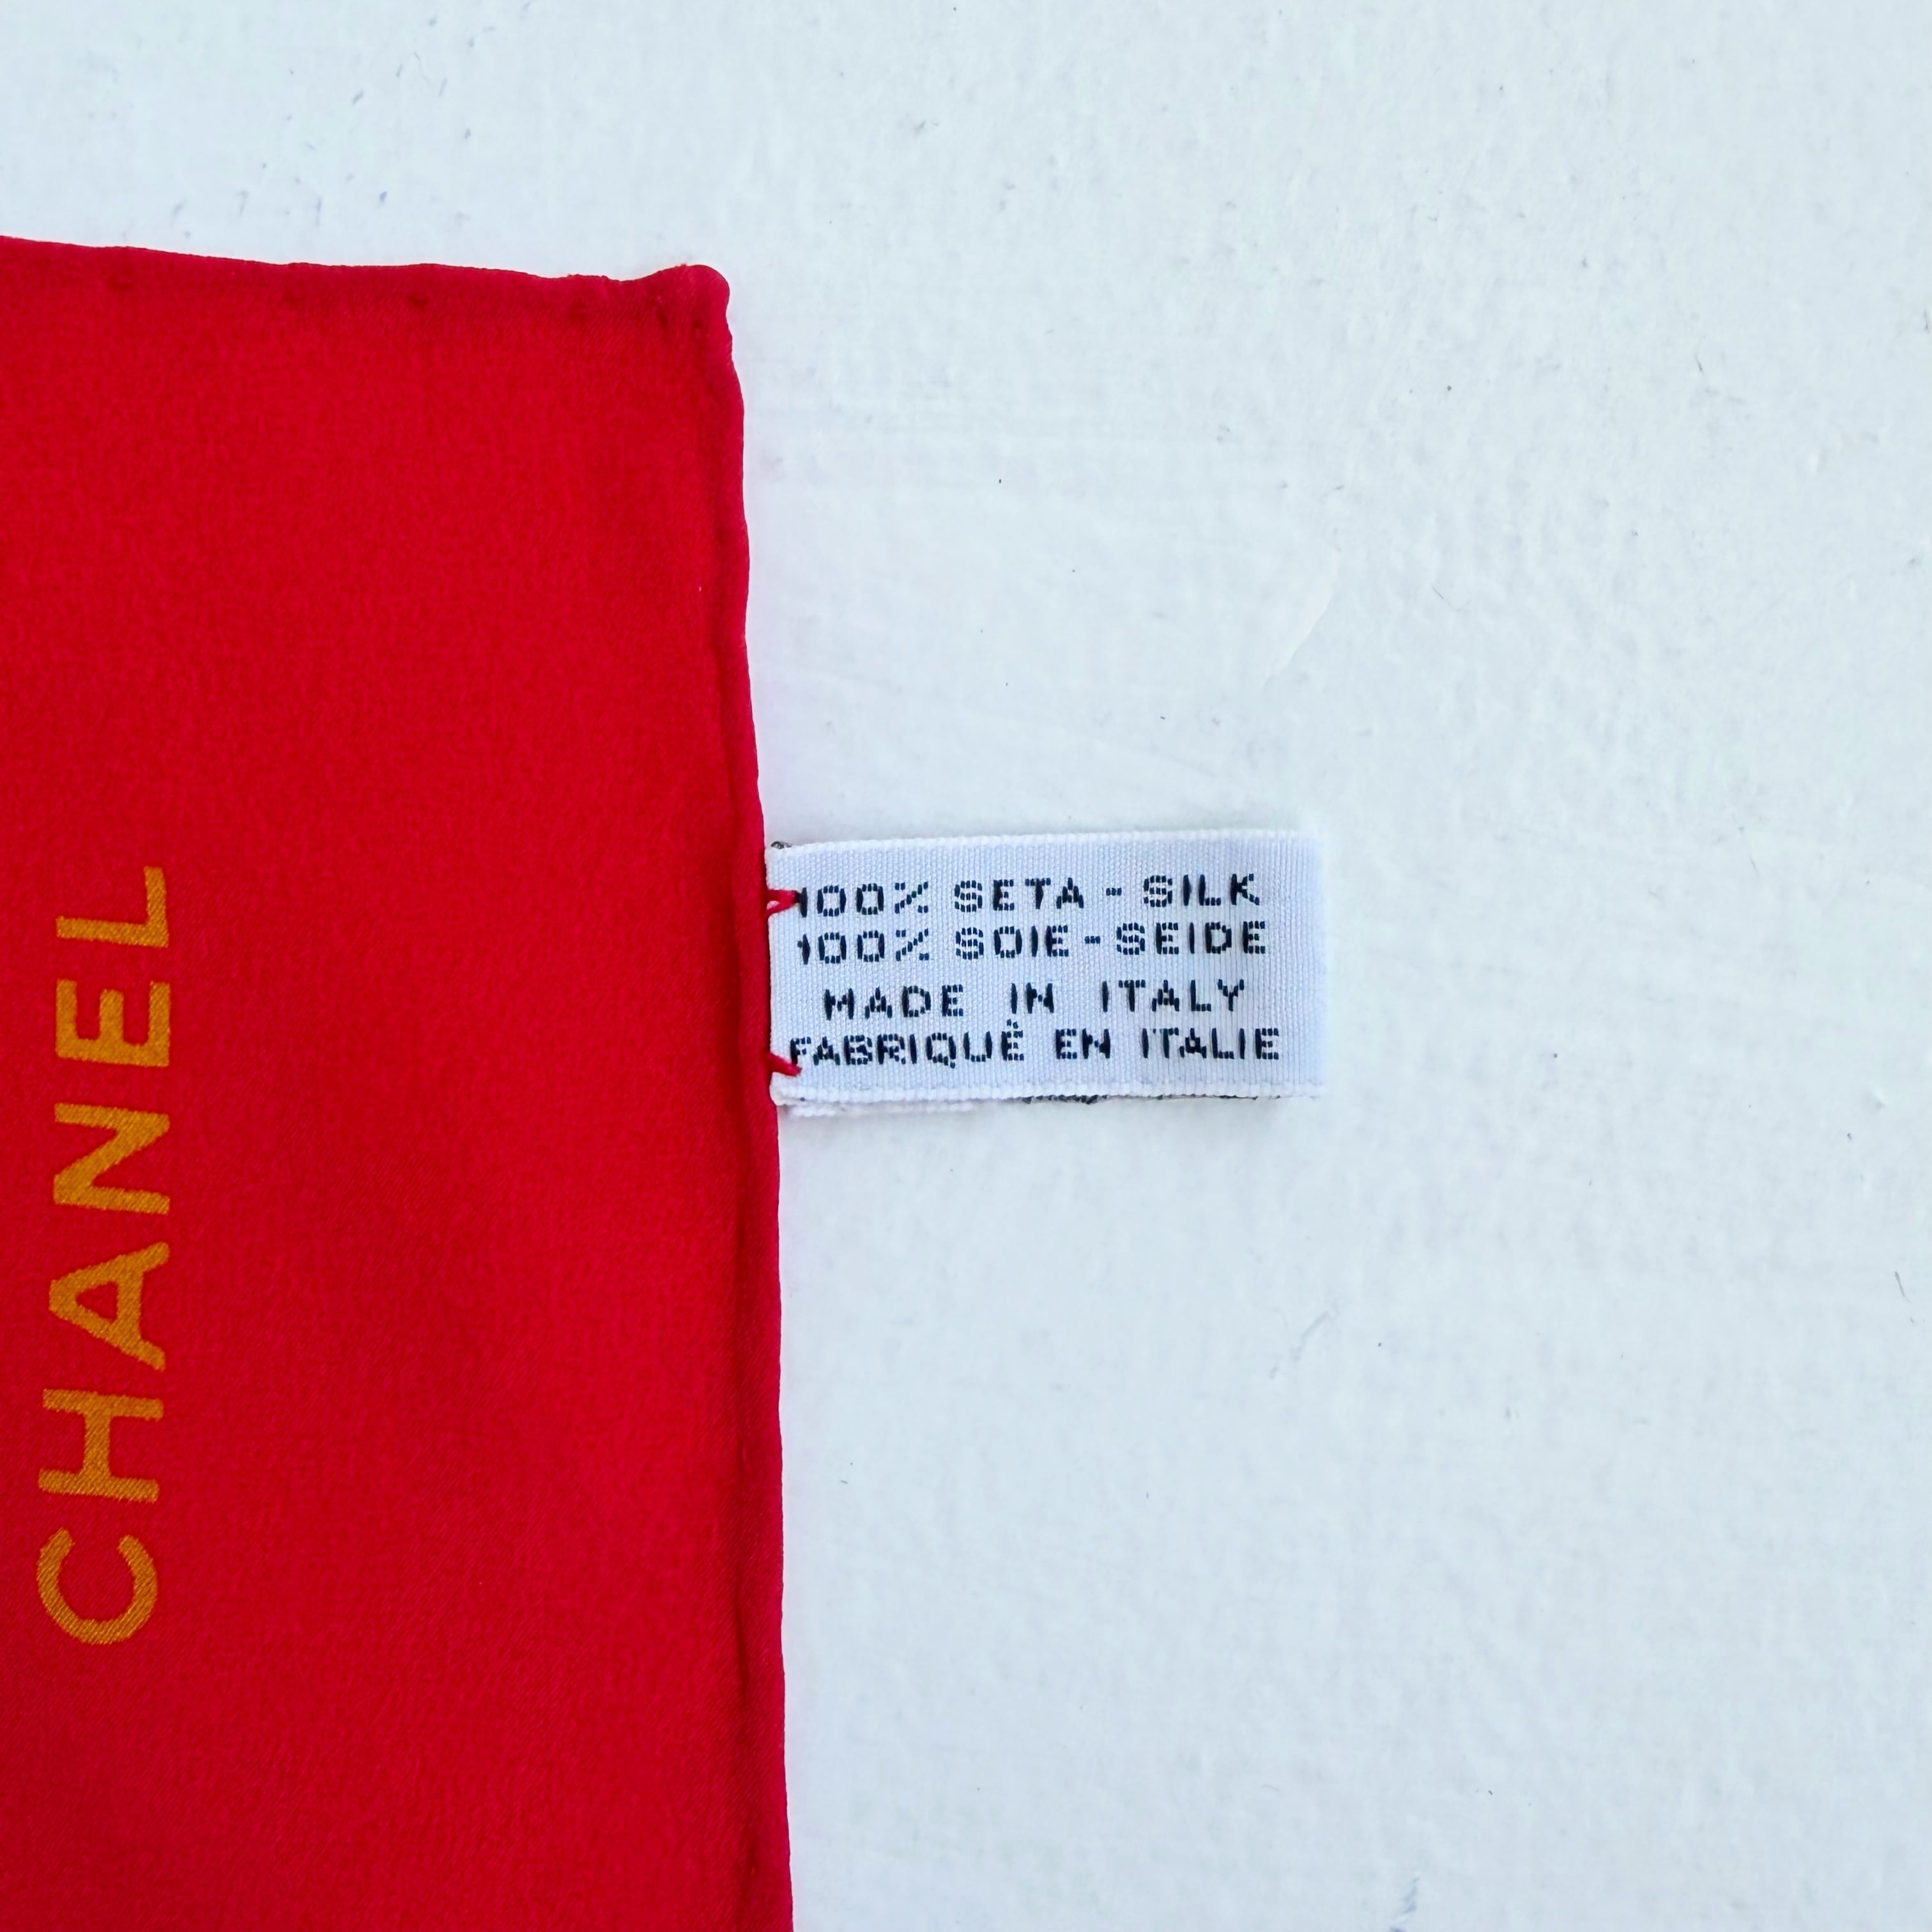 CHANEL
100% SETA - SILK
100% SOIE - SEIDE
MADE IN ITALY
FABRIQUÉ EN ITALIE